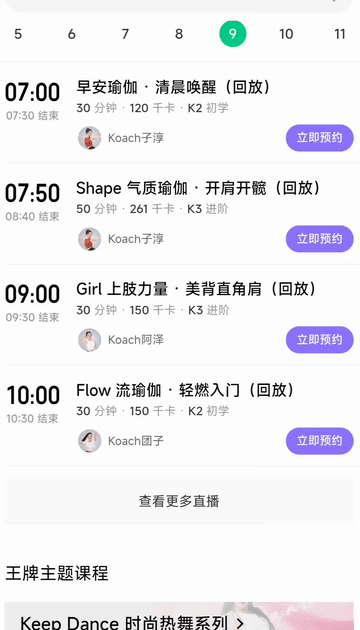 5 6 7 8 9 10 11
07:00 早安瑜伽 · 清晨唤醒（回放）
07:30 结束 30 分钟 · 120 千卡 · K2 初学
Koach子淳 立即预约
07:50 Shape 气质瑜伽 · 开肩开髋（回放）
08:40 结束 50 分钟 · 261 千卡 · K3 进阶
Koach子淳 立即预约
09:00 Girl 上肢力量 · 美背直角肩（回放）
09:30 结束 30 分钟 · 150 千卡 · K3 进阶
Koach阿泽 立即预约
10:00 Flow 流瑜伽 · 轻燃入门（回放）
10:30 结束 30 分钟 · 150 千卡 · K2 初学
Koach团子 立即预约
查看更多直播
王牌主题课程
Keep Dance 时尚热舞系列